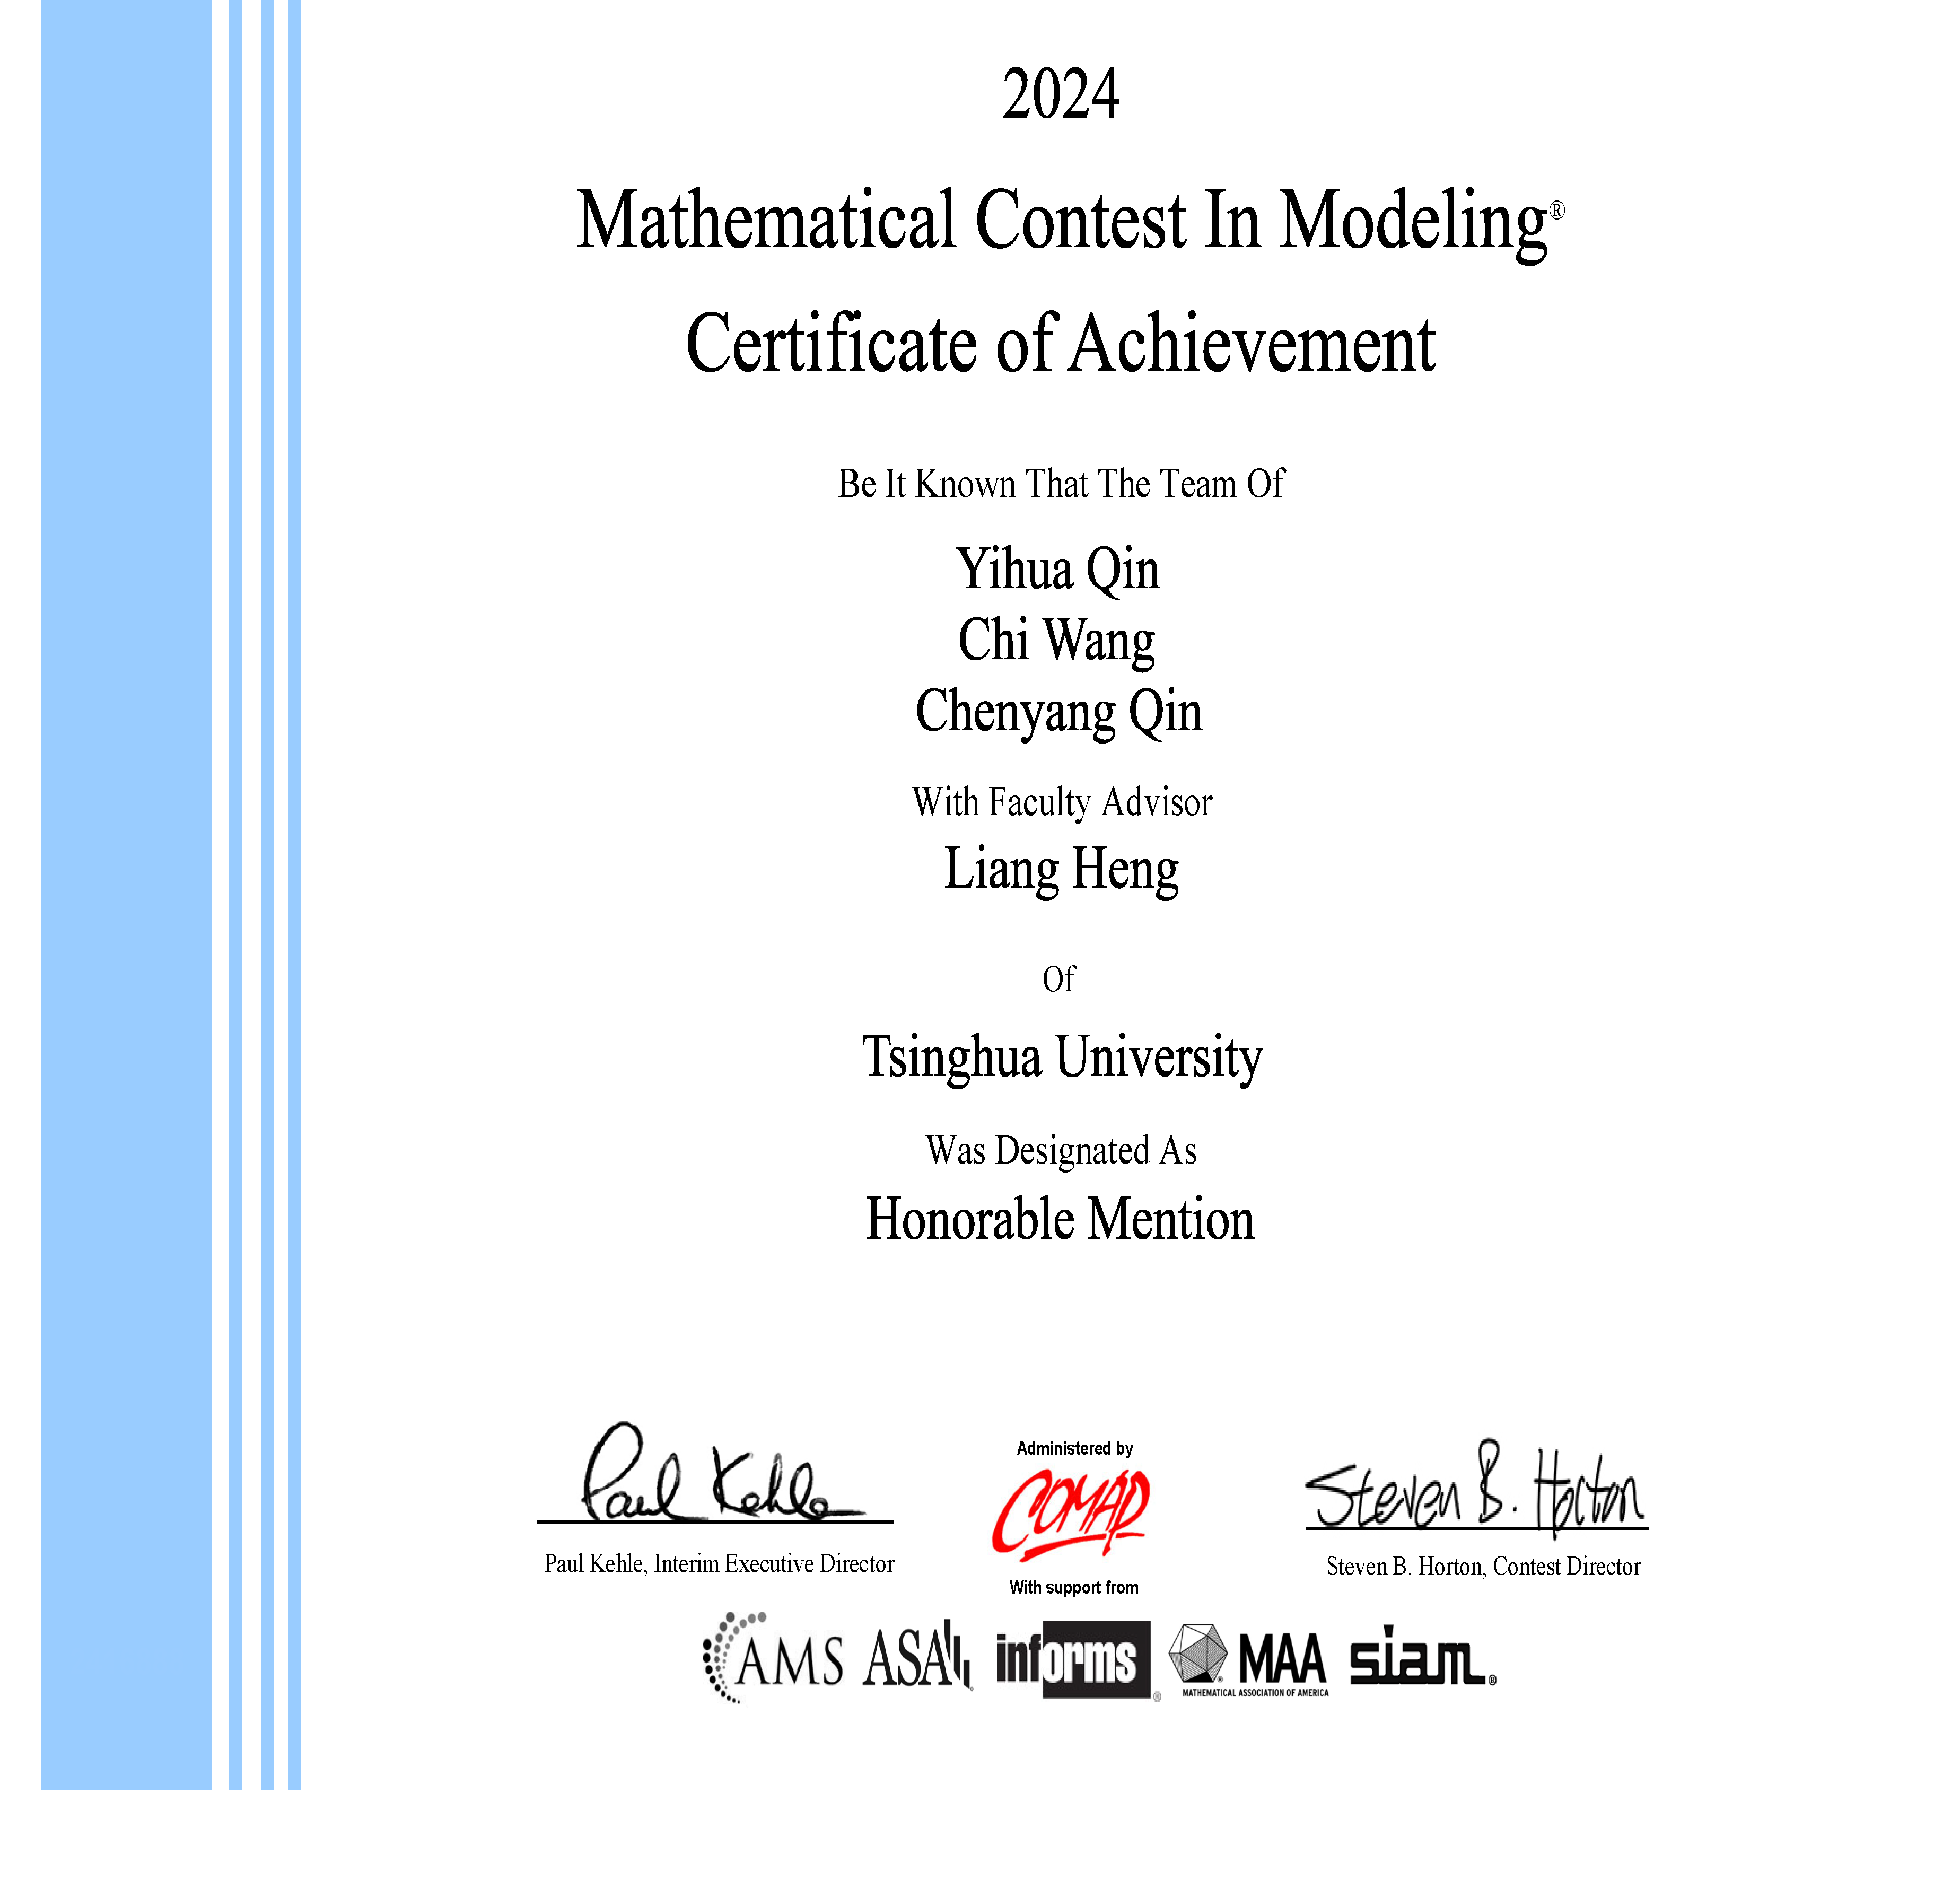 2024
Mathematical Contest In Modeling®
Certificate of Achievement
Be It Known That The Team Of
Yihua Qin
Chi Wang
Chenyang Qin
With Faculty Advisor
Liang Heng
Of
Tsinghua University
Was Designated As
Honorable Mention
Paul Kehle
Paul Kehle, Interim Executive Director
Administered by
COMAP
With support from
Steven B. Horton
Steven B. Horton, Contest Director
AMS ASA informs® MAA siam®
MATHEMATICAL ASSOCIATION OF AMERICA